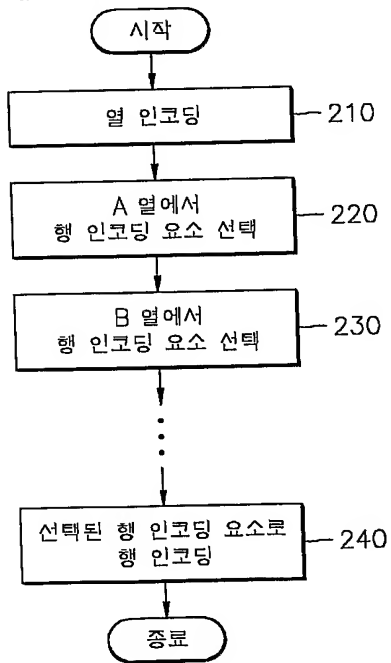 시작
열 인코딩
210
A 열에서
행 인코딩 요소 선택
220
B 열에서
행 인코딩 요소 선택
230
선택된 행 인코딩 요소로
행 인코딩
240
종료